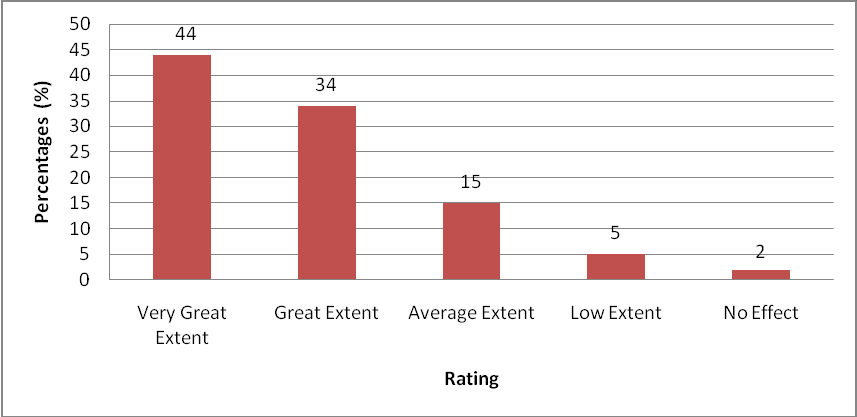 50
45
40
35
30
25
20
15
10
5
0
Percentages (%)
44
34
15
5
2
Very Great
Extent
Great Extent
Average Extent
Low Extent
No Effect
Rating